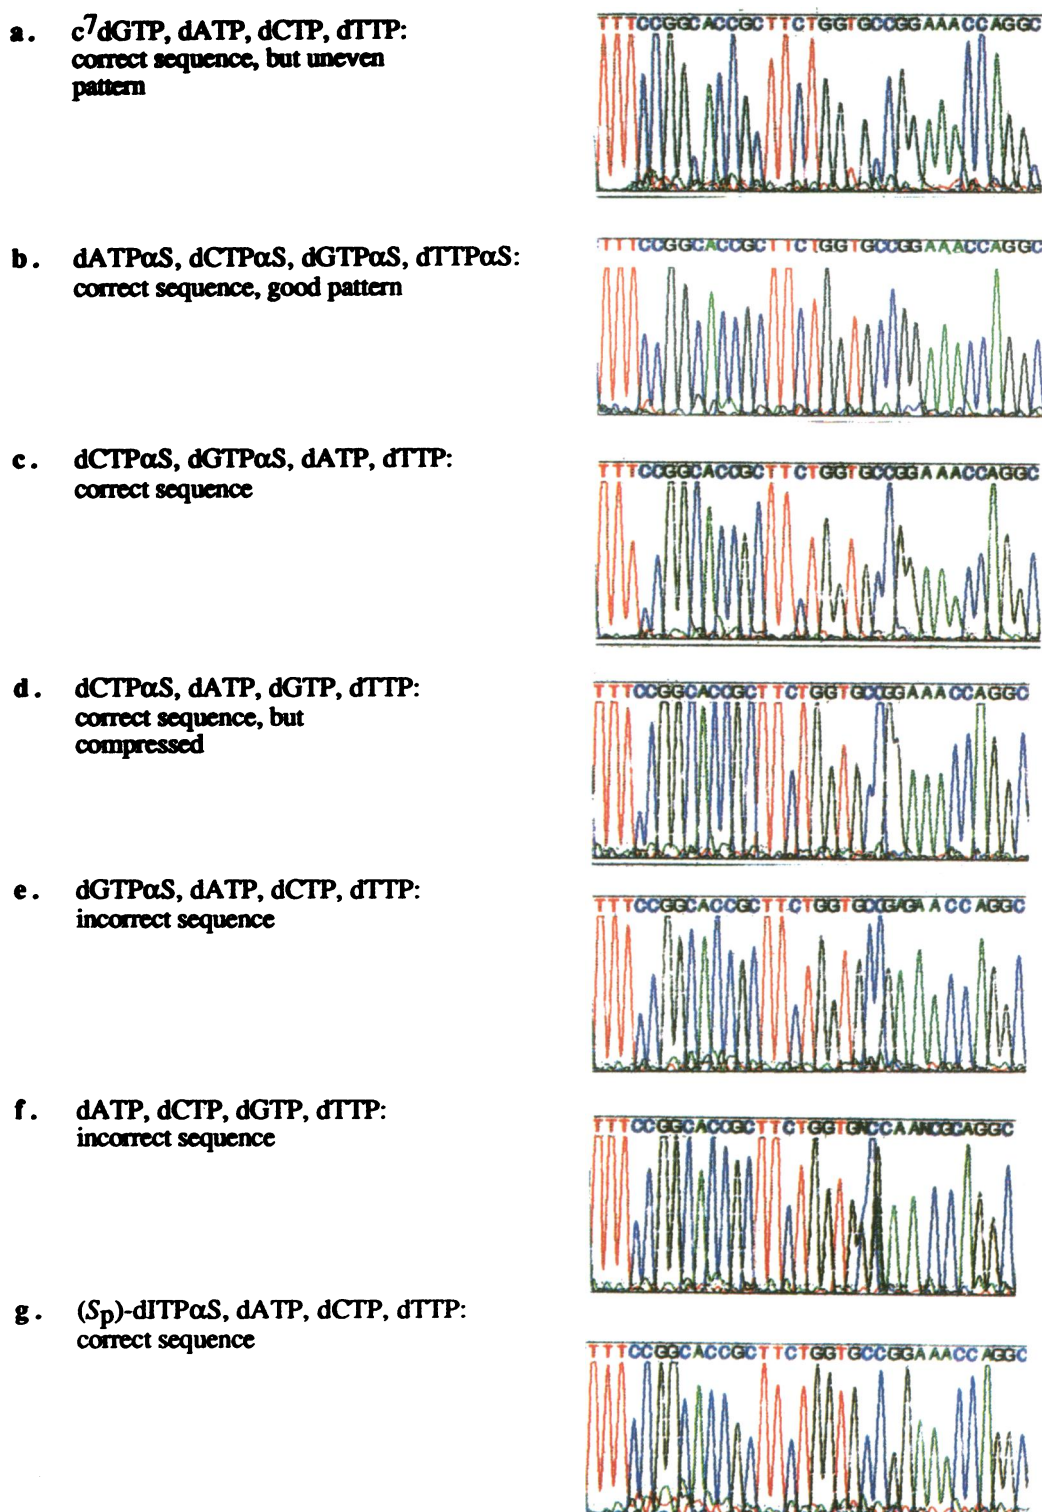 a. c7dGTP, dATP, dCTP, dTTP:
correct sequence, but uneven
pattern
TTTCCGGCACCGCTTCTGGTGCCGGAAACCAGGC
b. dATPαS, dCTPαS, dGTPαS, dTTPαS:
correct sequence, good pattern
TTTCCGGCACCGCTTCTGGTGCCGGAAACCAGGC
c. dCTPαS, dGTPαS, dATP, dTTP:
correct sequence
TTTCCGGCACCGCTTCTGGTGCCGGAAACCAGGC
d. dCTPαS, dATP, dGTP, dTTP:
correct sequence, but
compressed
TTTCCGGCACCGCTTCTGGTGCCGGAAACCAGGC
e. dGTPαS, dATP, dCTP, dTTP:
incorrect sequence
TTTCCGGCACCGCTTCTGGTGCCGAGAACCAGGC
f. dATP, dCTP, dGTP, dTTP:
incorrect sequence
TTTCCGGCACCGCTTCTGGTGNCCAANCGCAGGC
g. (Sp)-dITPαS, dATP, dCTP, dTTP:
correct sequence
TTTCCGGCACCGCTTCTGGTGCCGGAAACCAGGC